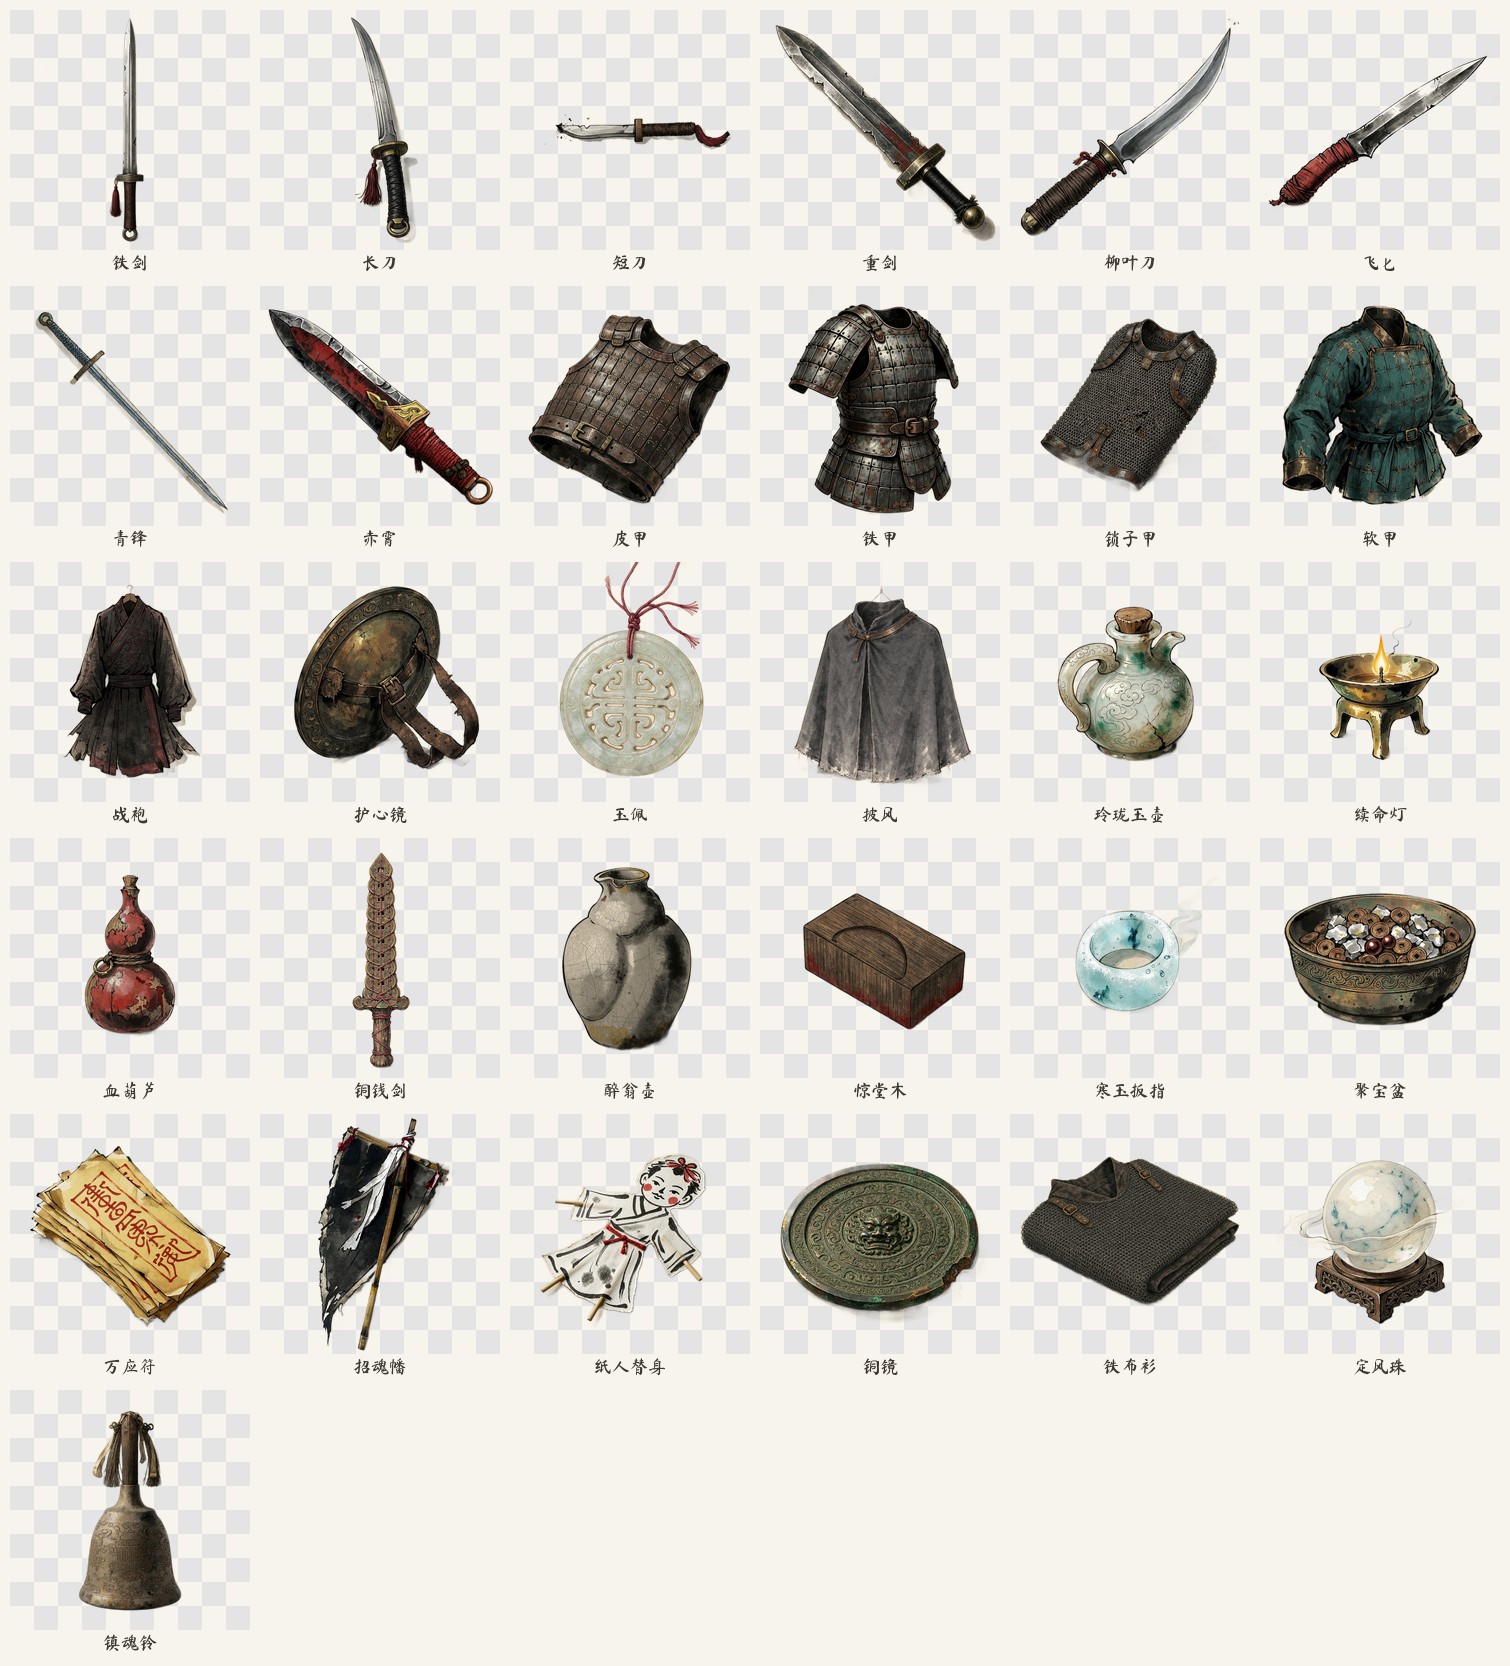 铁剑 长刀 短刀 重剑 柳叶刀 飞匕
青锋 赤霄 皮甲 铁甲 锁子甲 软甲
战袍 护心镜 玉佩 披风 玲珑玉壶 续命灯
血葫芦 铜钱剑 醉翁壶 惊堂木 寒玉扳指 聚宝盆
万应符 招魂幡 纸人替身 铜镜 铁布衫 定风珠
镇魂铃